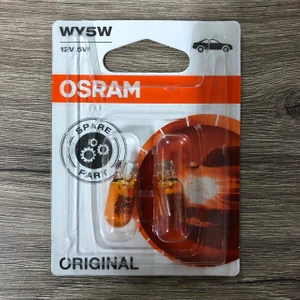 WY5W
12V 5W
OSRAM
SPARE
PART
ORIGINAL